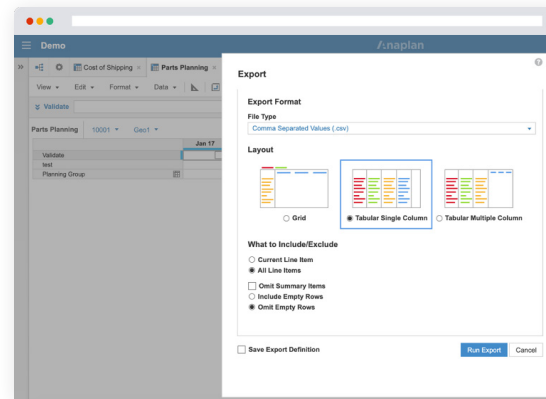 Demo
Anaplan
Cost of Shipping
Parts Planning
Export
View Edit Format Data
Export Format
Validate
File Type
Comma Separated Values (.csv)
Parts Planning 10001 Geo1
Jan 17
Layout
Validate
test
Planning Group
Grid
Tabular Single Column
Tabular Multiple Column
What to Include/Exclude
Current Line Item
All Line Items
Omit Summary Items
Include Empty Rows
Omit Empty Rows
Save Export Definition
Run Export
Cancel